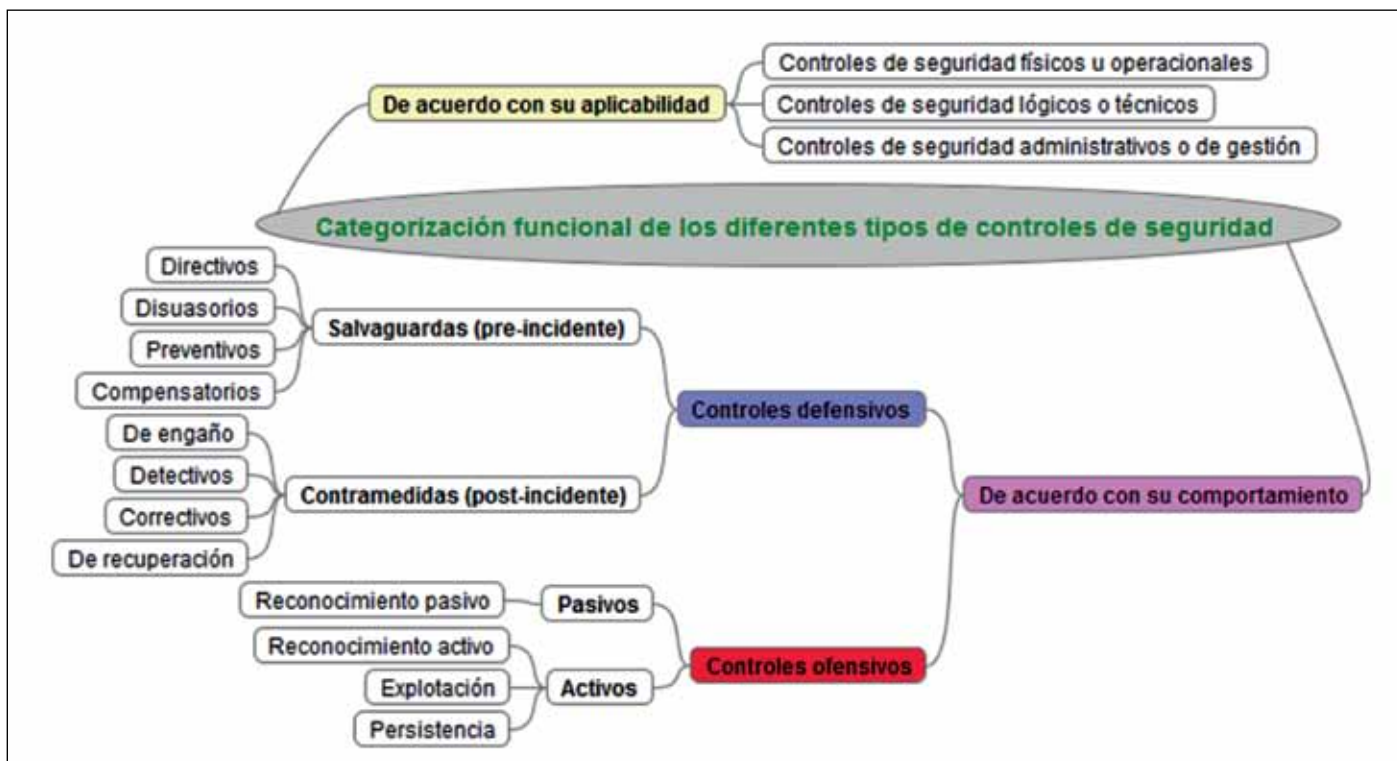 Controles de seguridad físicos u operacionales
De acuerdo con su aplicabilidad
Controles de seguridad lógicos o técnicos
Controles de seguridad administrativos o de gestión
Categorización funcional de los diferentes tipos de controles de seguridad
Directivos
Disuasorios
Salvaguardas (pre-incidente)
Preventivos
Compensatorios
Controles defensivos
De engaño
Detectivos
Contramedidas (post-incidente)
De acuerdo con su comportamiento
Correctivos
De recuperación
Reconocimiento pasivo
Pasivos
Reconocimiento activo
Controles ofensivos
Explotación
Activos
Persistencia